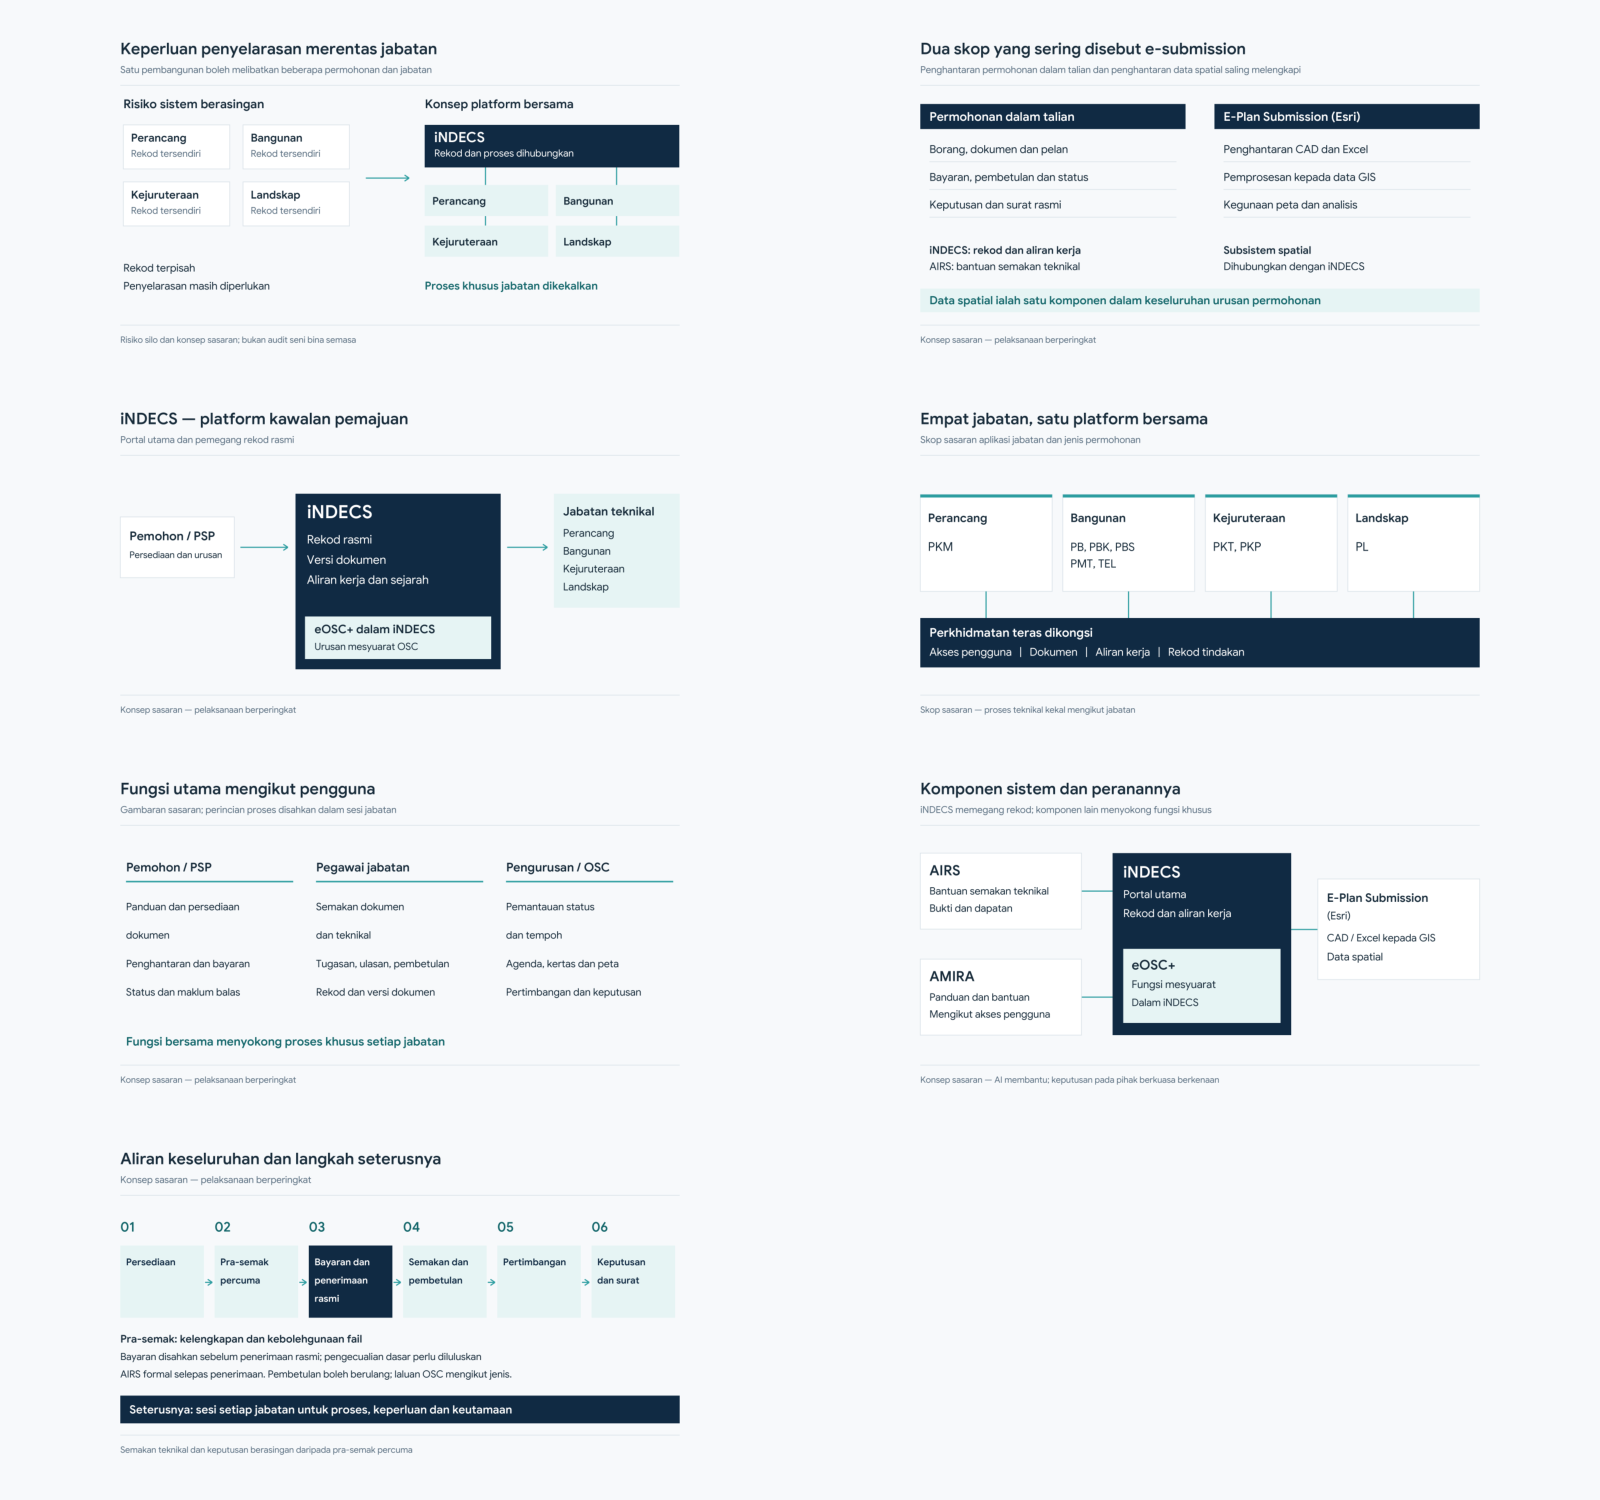 Keperluan penyelarasan merentas jabatan
Satu pembangunan boleh melibatkan beberapa permohonan dan jabatan
Risiko sistem berasingan
Perancang
Rekod tersendiri
Bangunan
Rekod tersendiri
Kejuruteraan
Rekod tersendiri
Landskap
Rekod tersendiri
Rekod terpisah
Penyelarasan masih diperlukan
Konsep platform bersama
iNDECS
Rekod dan proses dihubungkan
Perancang
Bangunan
Kejuruteraan
Landskap
Proses khusus jabatan dikekalkan
Risiko silo dan konsep sasaran; bukan audit seni bina semasa
Dua skop yang sering disebut e-submission
Penghantaran permohonan dalam talian dan penghantaran data spatial saling melengkapi
Permohonan dalam talian
Borang, dokumen dan pelan
Bayaran, pembetulan dan status
Keputusan dan surat rasmi
iNDECS: rekod dan aliran kerja
AIRS: bantuan semakan teknikal
E-Plan Submission (Esri)
Penghantaran CAD dan Excel
Pemprosesan kepada data GIS
Kegunaan peta dan analisis
Subsistem spatial
Dihubungkan dengan iNDECS
Data spatial ialah satu komponen dalam keseluruhan urusan permohonan
Konsep sasaran — pelaksanaan berperingkat
iNDECS — platform kawalan pemajuan
Portal utama dan pemegang rekod rasmi
Pemohon / PSP
Persediaan dan urusan
iNDECS
Rekod rasmi
Versi dokumen
Aliran kerja dan sejarah
eOSC+ dalam iNDECS
Urusan mesyuarat OSC
Jabatan teknikal
Perancang
Bangunan
Kejuruteraan
Landskap
Konsep sasaran — pelaksanaan berperingkat
Empat jabatan, satu platform bersama
Skop sasaran aplikasi jabatan dan jenis permohonan
Perancang
PKM
Bangunan
PB, PBK, PBS
PMT, TEL
Kejuruteraan
PKT, PKP
Landskap
PL
Perkhidmatan teras dikongsi
Akses pengguna | Dokumen | Aliran kerja | Rekod tindakan
Skop sasaran — proses teknikal kekal mengikut jabatan
Fungsi utama mengikut pengguna
Gambaran sasaran; perincian proses disahkan dalam sesi jabatan
Pemohon / PSP
Panduan dan persediaan
dokumen
Penghantaran dan bayaran
Status dan maklum balas
Pegawai jabatan
Semakan dokumen
dan teknikal
Tugasan, ulasan, pembetulan
Rekod dan versi dokumen
Pengurusan / OSC
Pemantauan status
dan tempoh
Agenda, kertas dan peta
Pertimbangan dan keputusan
Fungsi bersama menyokong proses khusus setiap jabatan
Konsep sasaran — pelaksanaan berperingkat
Komponen sistem dan peranannya
iNDECS memegang rekod; komponen lain menyokong fungsi khusus
AIRS
Bantuan semakan teknikal
Bukti dan dapatan
AMIRA
Panduan dan bantuan
Mengikut akses pengguna
iNDECS
Portal utama
Rekod dan aliran kerja
eOSC+
Fungsi mesyuarat
Dalam iNDECS
E-Plan Submission
(Esri)
CAD / Excel kepada GIS
Data spatial
Konsep sasaran — AI membantu; keputusan pada pihak berkuasa berkenaan
Aliran keseluruhan dan langkah seterusnya
Konsep sasaran — pelaksanaan berperingkat
01
Persediaan
02
Pra-semak
percuma
03
Bayaran dan
penerimaan
rasmi
04
Semakan dan
pembetulan
05
Pertimbangan
06
Keputusan
dan surat
Pra-semak: kelengkapan dan kebolehgunaan fail
Bayaran disahkan sebelum penerimaan rasmi; pengecualian dasar perlu diluluskan
AIRS formal selepas penerimaan. Pembetulan boleh berulang; laluan OSC mengikut jenis.
Seterusnya: sesi setiap jabatan untuk proses, keperluan dan keutamaan
Semakan teknikal dan keputusan berasingan daripada pra-semak percuma